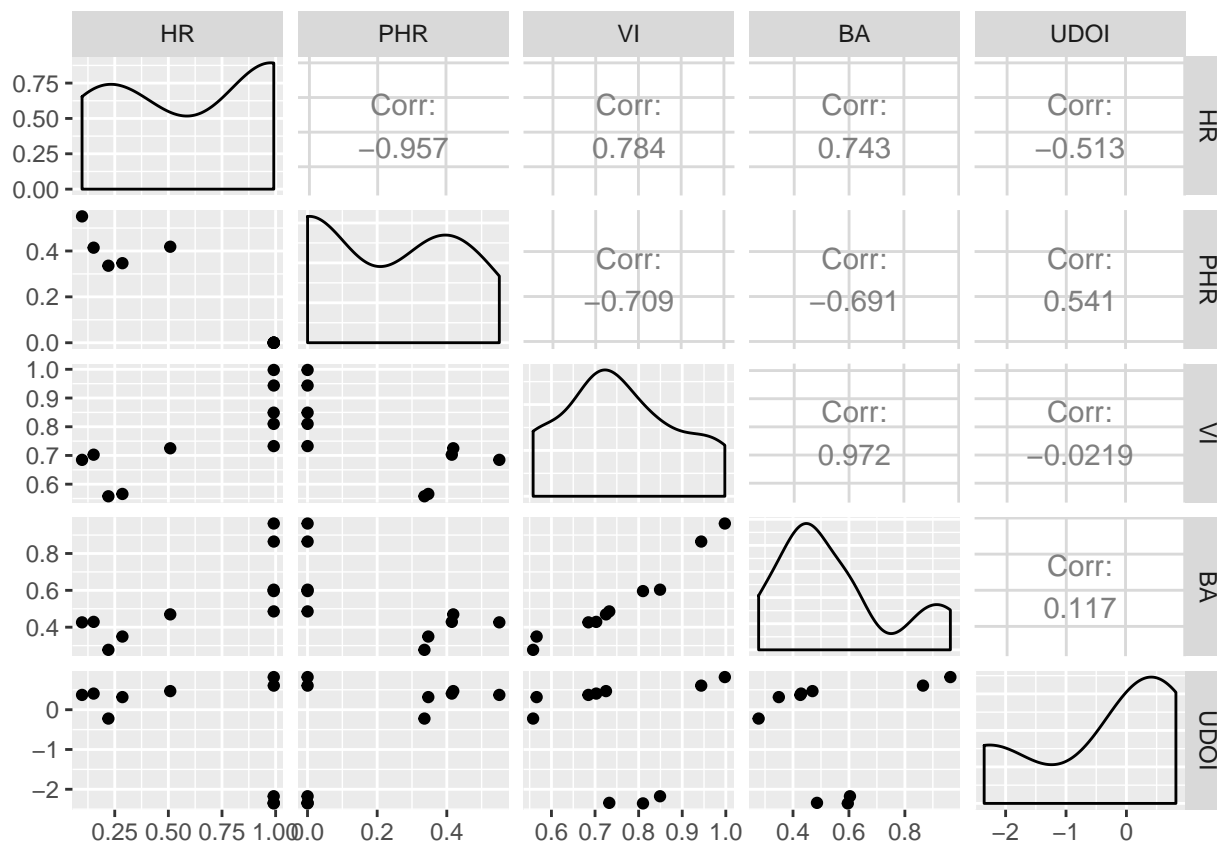 HR PHR VI BA UDOI
0.75
0.50
0.25
0.00
Corr:
−0.957
Corr:
0.784
Corr:
0.743
Corr:
−0.513
HR
0.4
0.2
0.0
Corr:
−0.709
Corr:
−0.691
Corr:
0.541
PHR
1.0
0.9
0.8
0.7
0.6
Corr:
0.972
Corr:
−0.0219
VI
0.8
0.6
0.4
Corr:
0.117
BA
0
−1
−2
UDOI
0.25 0.50 0.75 1.00 0.0 0.2 0.4 0.6 0.7 0.8 0.9 1.0 0.4 0.6 0.8 −2 −1 0